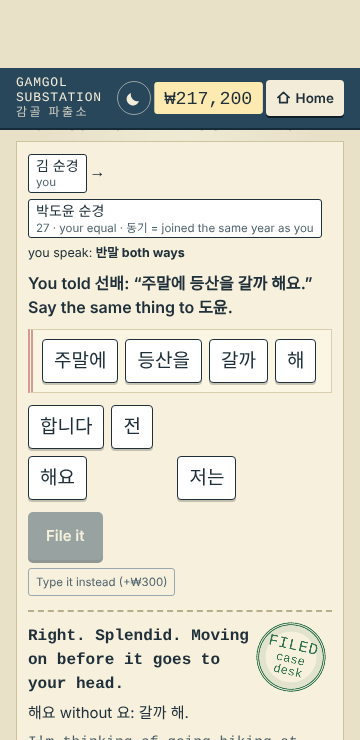 GAMGOL
SUBSTATION
감골 파출소
₩217,200
Home
김 순경
you
→
박도윤 순경
27 · your equal · 동기 = joined the same year as you
you speak: 반말 both ways
You told 선배: “주말에 등산을 갈까 해요.”
Say the same thing to 도윤.
주말에 등산을 갈까 해
합니다 전
해요 저는
File it
Type it instead (+₩300)
Right. Splendid. Moving
on before it goes to
your head.
FILED
case
desk
해요 without 요: 갈까 해.
I'm thinking of going hiking at